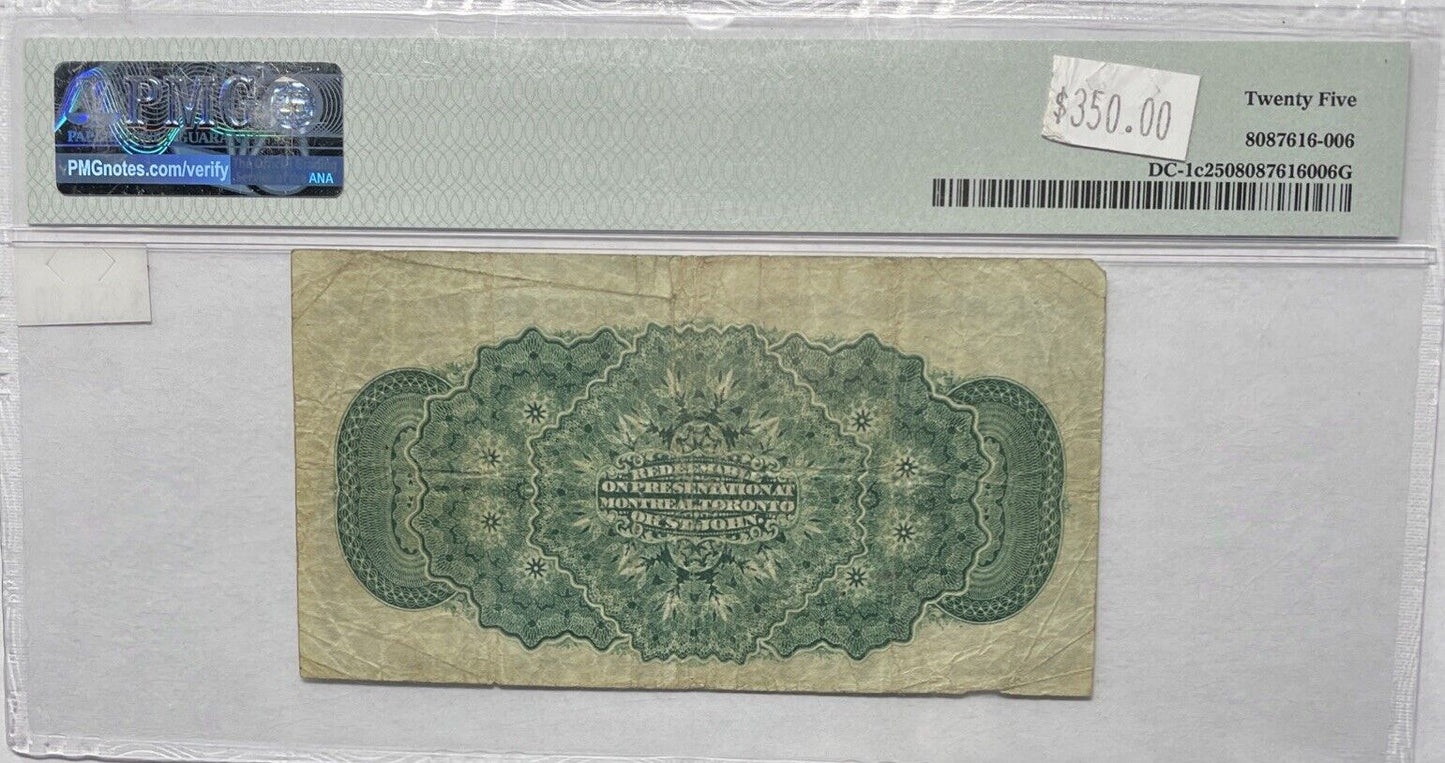 PMG
PMGnotes.com/verify
ANA
$350.00
Twenty Five
8087616-006
DC-1c2508087616006G
REDEEMABLE
ON PRESENTATION AT
MONTREAL TORONTO
OR ST JOHN.